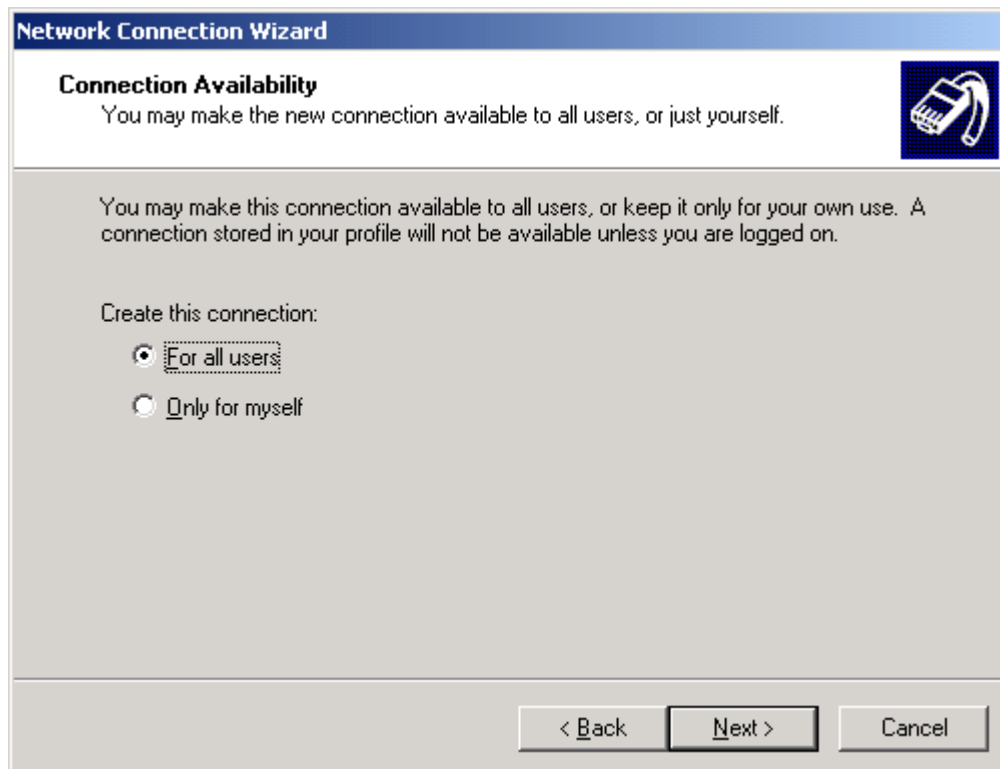 Network Connection Wizard
Connection Availability
You may make the new connection available to all users, or just yourself.
You may make this connection available to all users, or keep it only for your own use.  A
connection stored in your profile will not be available unless you are logged on.
Create this connection:
For all users
Only for myself
< Back
Next >
Cancel